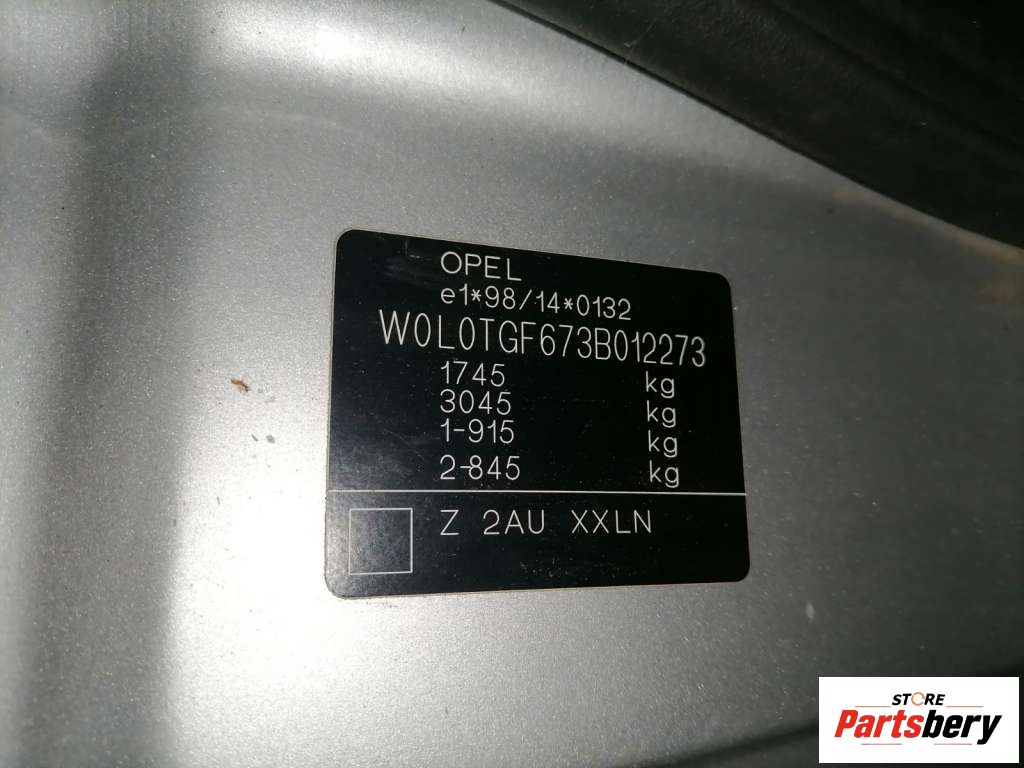 OPEL
e1*98/14*0132
W0L0TGF673B012273
1745 kg
3045 kg
1-915 kg
2-845 kg
Z 2AU XXLN
STORE
Partsbery